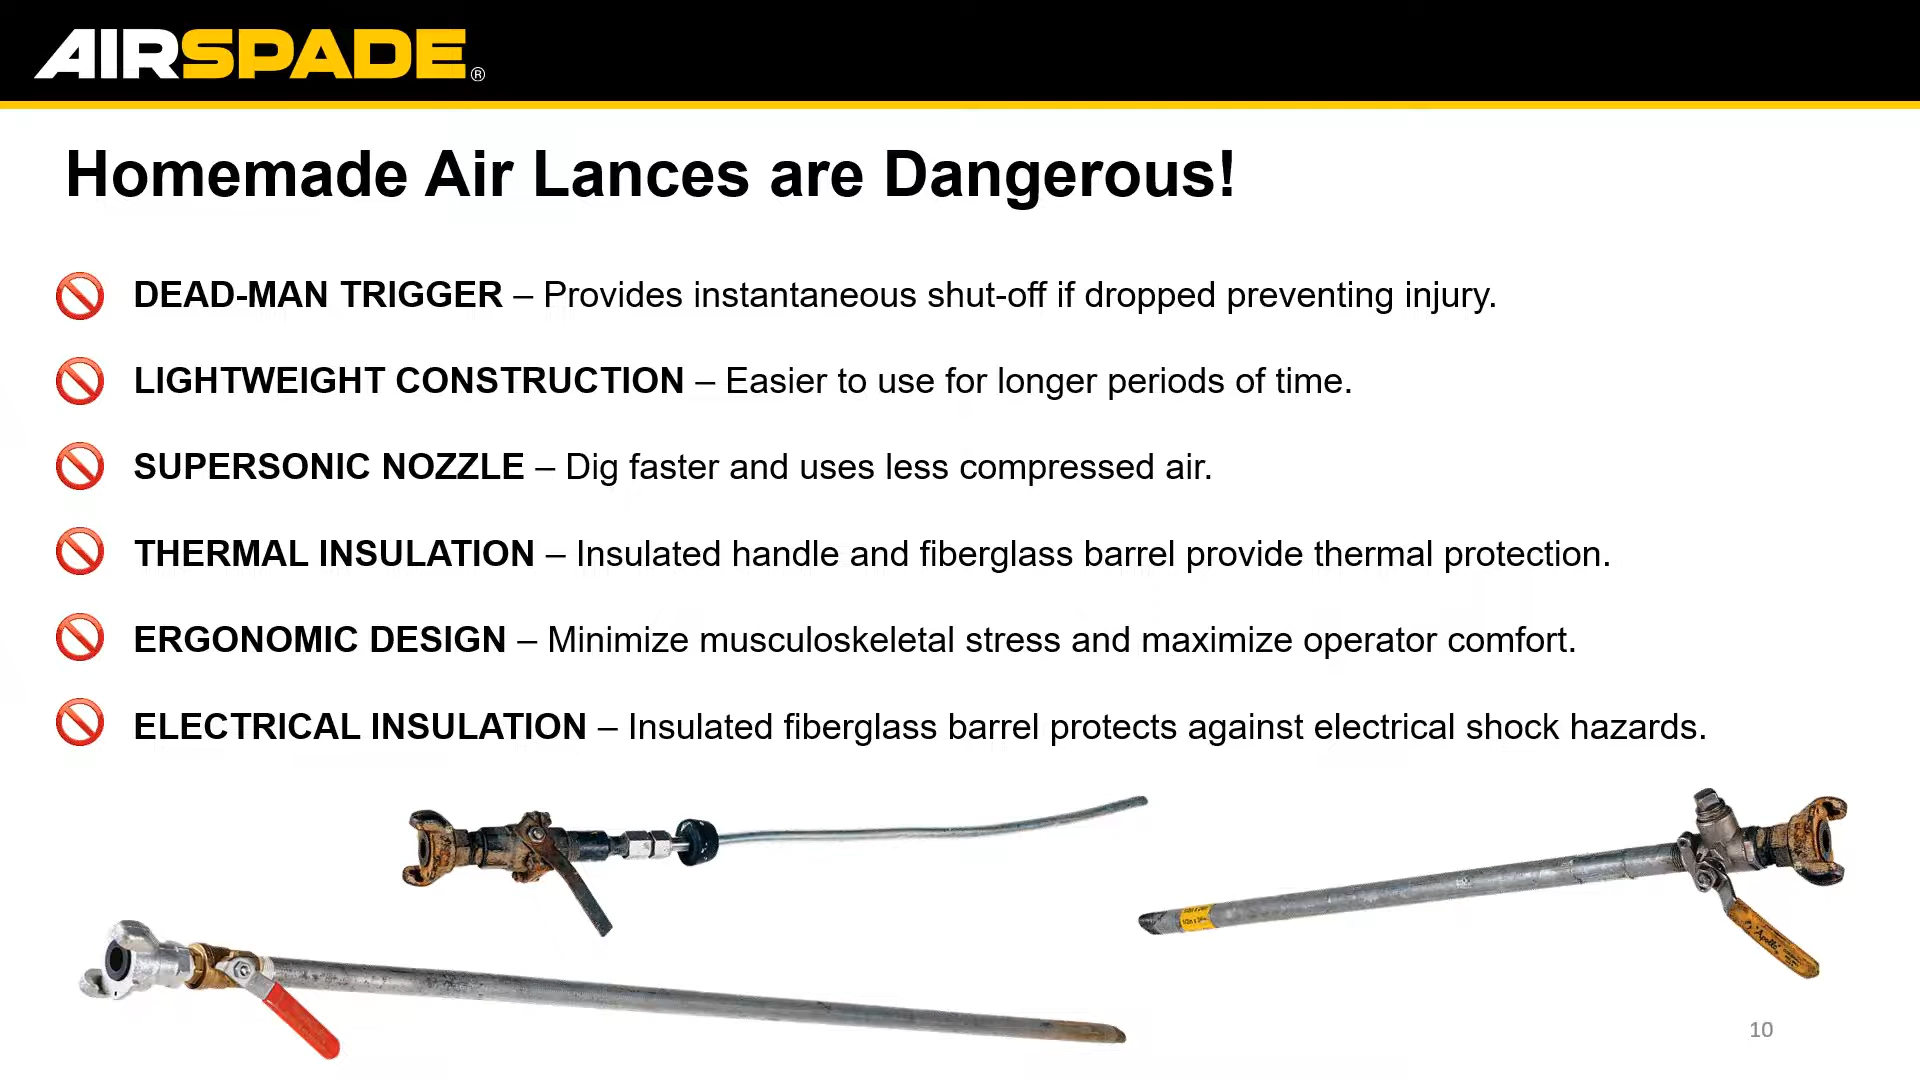 AIRSPADE®
Homemade Air Lances are Dangerous!
DEAD-MAN TRIGGER – Provides instantaneous shut-off if dropped preventing injury.
LIGHTWEIGHT CONSTRUCTION – Easier to use for longer periods of time.
SUPERSONIC NOZZLE – Dig faster and uses less compressed air.
THERMAL INSULATION – Insulated handle and fiberglass barrel provide thermal protection.
ERGONOMIC DESIGN – Minimize musculoskeletal stress and maximize operator comfort.
ELECTRICAL INSULATION – Insulated fiberglass barrel protects against electrical shock hazards.
"Apollo"
10